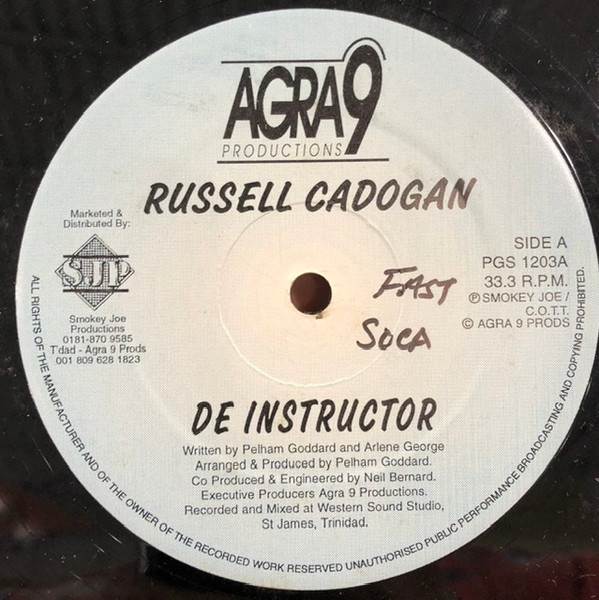 AGRA 9
PRODUCTIONS
RUSSELL CADOGAN
Marketed &
Distributed By:
SJP
Smokey Joe
Productions
0181-870 9585
T'dad - Agra 9 Prods
001 809 628 1823
SIDE A
PGS 1203A
33.3 R.P.M.
℗ SMOKEY JOE /
C.O.T.T.
© AGRA 9 PRODS
FAST
SOCA
DE INSTRUCTOR
Written by Pelham Goddard and Arlene George
Arranged & Produced by Pelham Goddard.
Co Produced & Engineered by Neil Bernard.
Executive Producers Agra 9 Productions.
Recorded and Mixed at Western Sound Studio,
St James, Trinidad.
ALL RIGHTS OF THE MANUFACTURER AND OF THE OWNER OF THE RECORDED WORK RESERVED UNAUTHORISED PUBLIC PERFORMANCE BROADCASTING AND COPYING PROHIBITED.